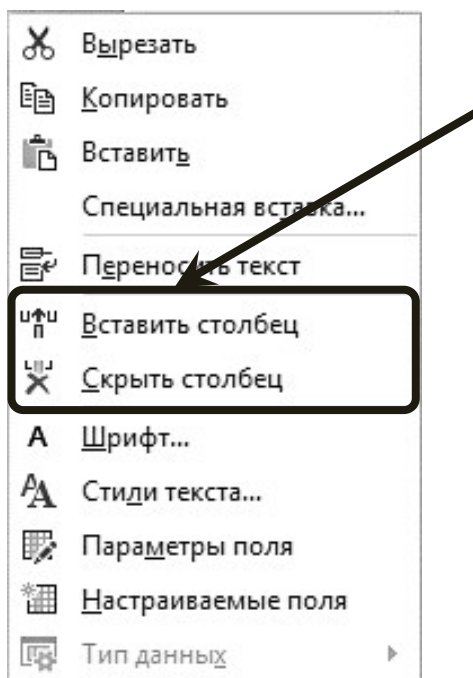 Вырезать
Копировать
Вставить
Специальная вставка...
Переносить текст
Вставить столбец
Скрыть столбец
Шрифт...
Стили текста...
Параметры поля
Настраиваемые поля
Тип данных